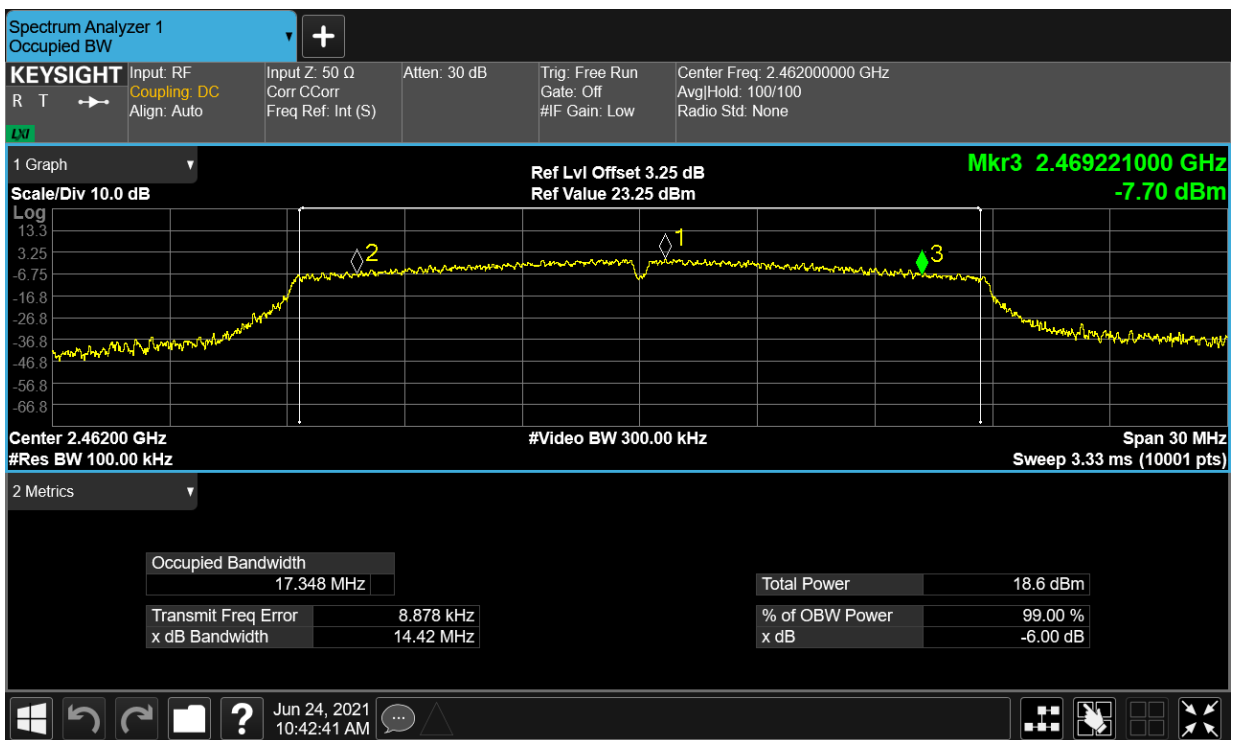 Spectrum Analyzer 1
Occupied BW
+
KEYSIGHT
R T
LXI
Input: RF
Coupling: DC
Align: Auto
Input Z: 50 Ω
Corr CCorr
Freq Ref: Int (S)
Atten: 30 dB
Trig: Free Run
Gate: Off
#IF Gain: Low
Center Freq: 2.462000000 GHz
Avg|Hold: 100/100
Radio Std: None
1 Graph
Scale/Div 10.0 dB
Ref Lvl Offset 3.25 dB
Ref Value 23.25 dBm
Mkr3 2.469221000 GHz
-7.70 dBm
Log
13.3
3.25
-6.75
-16.8
-26.8
-36.8
-46.8
-56.8
-66.8
2
1
3
Center 2.46200 GHz
#Res BW 100.00 kHz
#Video BW 300.00 kHz
Span 30 MHz
Sweep 3.33 ms (10001 pts)
2 Metrics
Occupied Bandwidth
17.348 MHz
Transmit Freq Error 8.878 kHz
x dB Bandwidth 14.42 MHz
Total Power 18.6 dBm
% of OBW Power 99.00 %
x dB -6.00 dB
?
Jun 24, 2021
10:42:41 AM